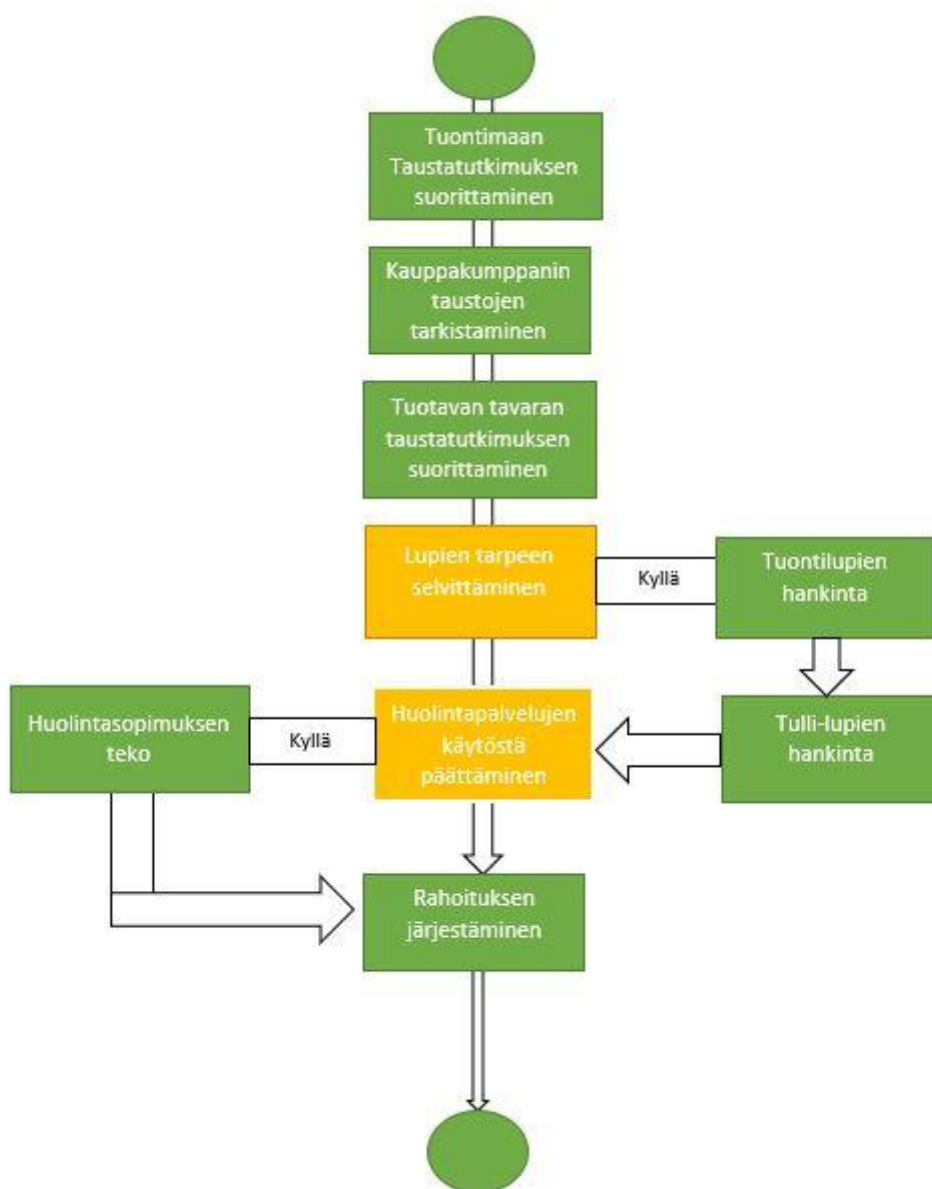 Tuontimaan
Taustatutkimuksen
suorittaminen
Kauppakumppanin
taustojen
tarkistaminen
Tuotavan tavaran
taustatutkimuksen
suorittaminen
Lupien tarpeen
selvittäminen
Kyllä
Tuontilupien
hankinta
Huolintasopimuksen
teko
Kyllä
Huolintapalvelujen
käytöstä
päättäminen
Tulli-lupien
hankinta
Rahoituksen
järjestäminen